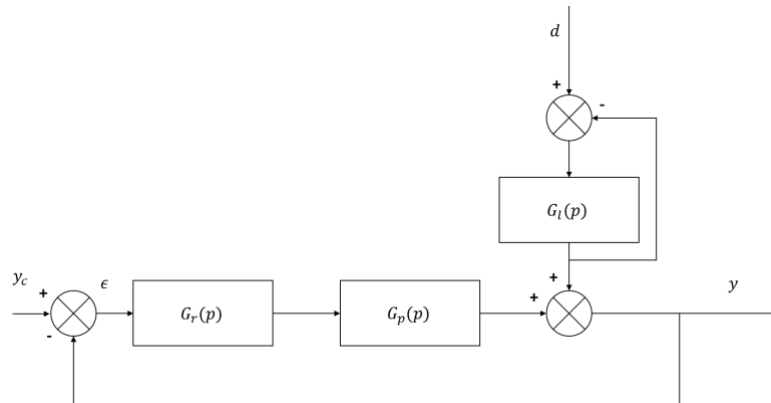 d
+
-
G_l(p)
y_c
+
ϵ
-
G_r(p)
G_p(p)
+
+
y